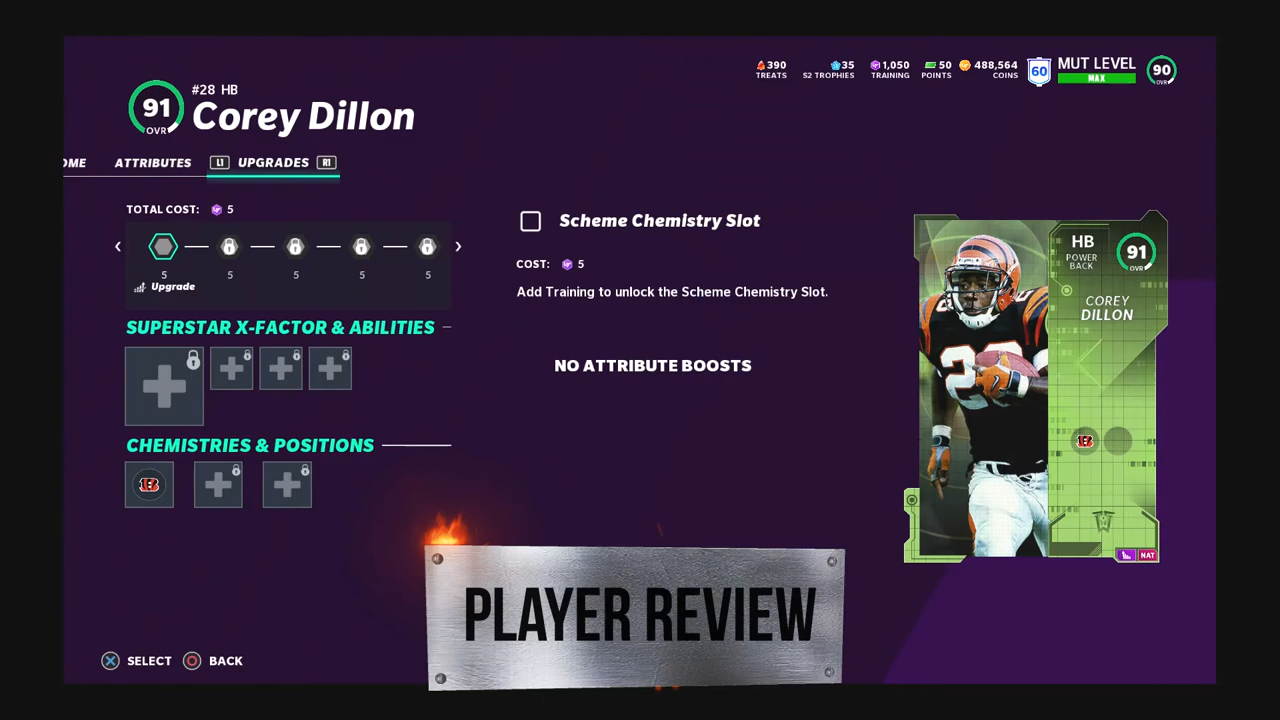 390
TREATS
35
S2 TROPHIES
1,050
TRAINING
50
POINTS
488,564
COINS
60
MUT LEVEL
MAX
90
OVR
91
OVR
#28 HB
Corey Dillon
OME
ATTRIBUTES
L1
UPGRADES
R1
TOTAL COST: 5
5 5 5 5 5
Upgrade
SUPERSTAR X-FACTOR & ABILITIES
CHEMISTRIES & POSITIONS
Scheme Chemistry Slot
COST: 5
Add Training to unlock the Scheme Chemistry Slot.
NO ATTRIBUTE BOOSTS
HB
POWER
BACK
91
OVR
COREY
DILLON
NAT
PLAYER REVIEW
SELECT
BACK